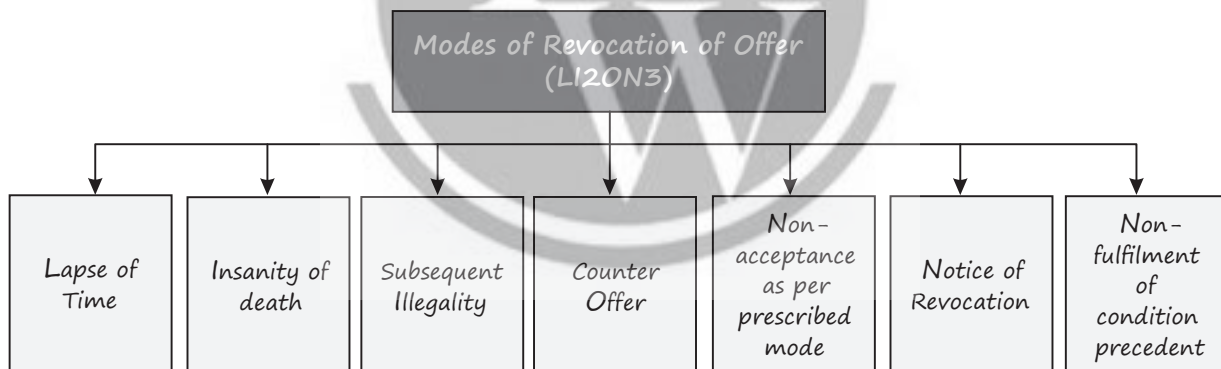 Modes of Revocation of Offer
(LI2ON3)
Lapse of
Time
Insanity of
death
Subsequent
Illegality
Counter
Offer
Non-
acceptance
as per
prescribed
mode
Notice of
Revocation
Non-
fulfilment
of
condition
precedent
W